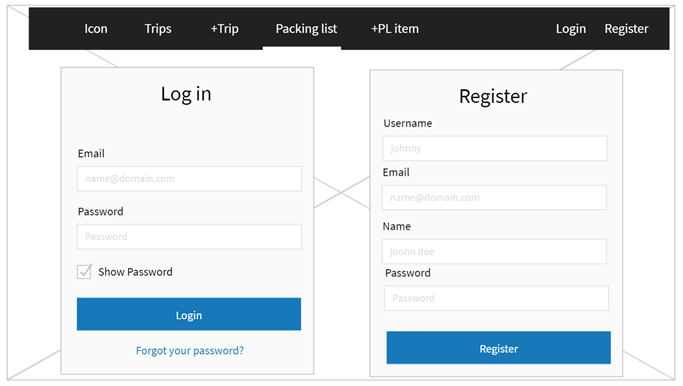 Icon Trips +Trip Packing list +PL item Login Register
Log in
Email
name@domain.com
Password
Password
Show Password
Login
Forgot your password?
Register
Username
Johnny
Email
name@domain.com
Name
joohn doe
Password
Password
Register